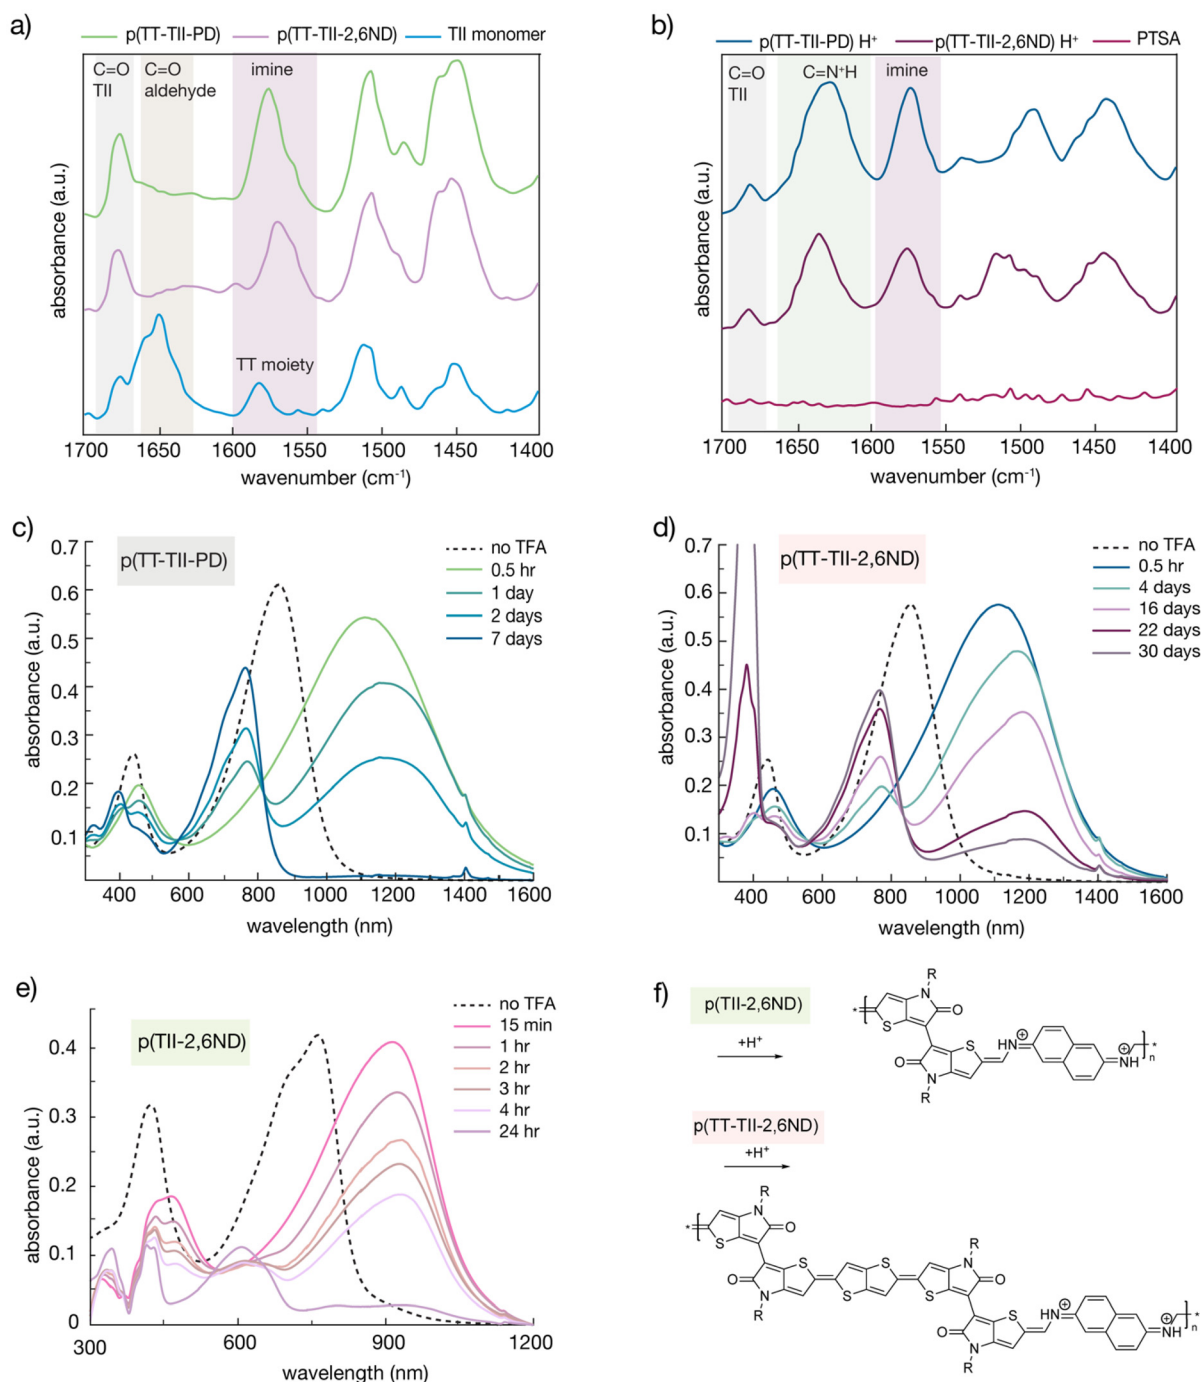 a)
p(TT-TII-PD) p(TT-TII-2,6ND) TII monomer
C=O
TII
C=O
aldehyde
imine
TT moiety
absorbance (a.u.)
1700 1650 1600 1550 1500 1450 1400
wavenumber (cm⁻¹)
b)
p(TT-TII-PD) H⁺ p(TT-TII-2,6ND) H⁺ PTSA
C=O
TII
C=N⁺H
imine
absorbance (a.u.)
1700 1650 1600 1550 1500 1450 1400
wavenumber (cm⁻¹)
c)
p(TT-TII-PD)
no TFA
0.5 hr
1 day
2 days
7 days
0.7
0.6
0.5
0.4
0.3
0.2
0.1
absorbance (a.u.)
400 600 800 1000 1200 1400 1600
wavelength (nm)
d)
p(TT-TII-2,6ND)
no TFA
0.5 hr
4 days
16 days
22 days
30 days
0.7
0.6
0.5
0.4
0.3
0.2
0.1
absorbance (a.u.)
400 600 800 1000 1200 1400 1600
wavelength (nm)
e)
p(TII-2,6ND)
no TFA
15 min
1 hr
2 hr
3 hr
4 hr
24 hr
0.4
0.3
0.2
0.1
0
absorbance (a.u.)
300 600 900 1200
wavelength (nm)
f)
p(TII-2,6ND)
+H⁺
R
N
O
S
S
O
N
R
HN
NH
n
p(TT-TII-2,6ND)
+H⁺
R
N
O
S
O
N
R
S
S
S
S
R
N
O
S
O
N
R
HN
NH
n